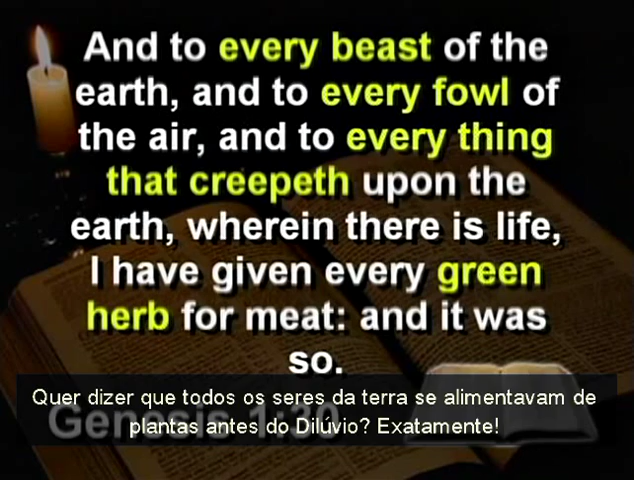 And to every beast of the
earth, and to every fowl of
the air, and to every thing
that creepeth upon the
earth, wherein there is life,
I have given every green
herb for meat: and it was
so.
Quer dizer que todos os seres da terra se alimentavam de
plantas antes do Dilúvio? Exatamente!
Genesis 1:30